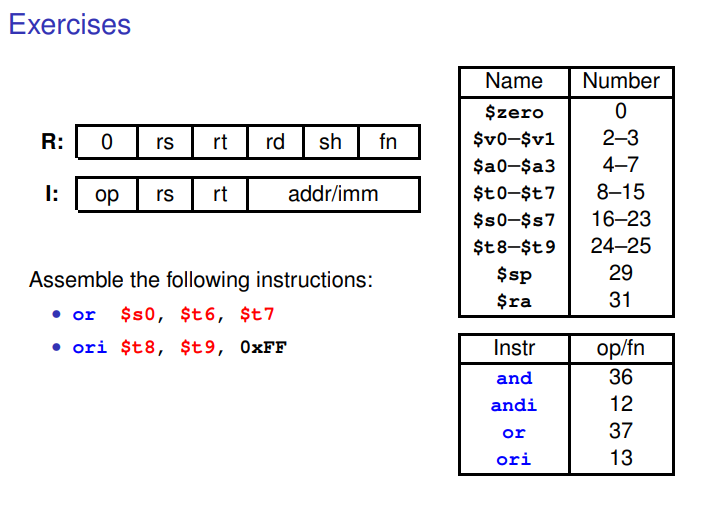 Exercises
R: 0 rs rt rd sh fn
I: op rs rt addr/imm
Assemble the following instructions:
• or $s0, $t6, $t7
• ori $t8, $t9, 0xFF
Name Number
$zero 0
$v0–$v1 2–3
$a0–$a3 4–7
$t0–$t7 8–15
$s0–$s7 16–23
$t8–$t9 24–25
$sp 29
$ra 31
Instr op/fn
and 36
andi 12
or 37
ori 13